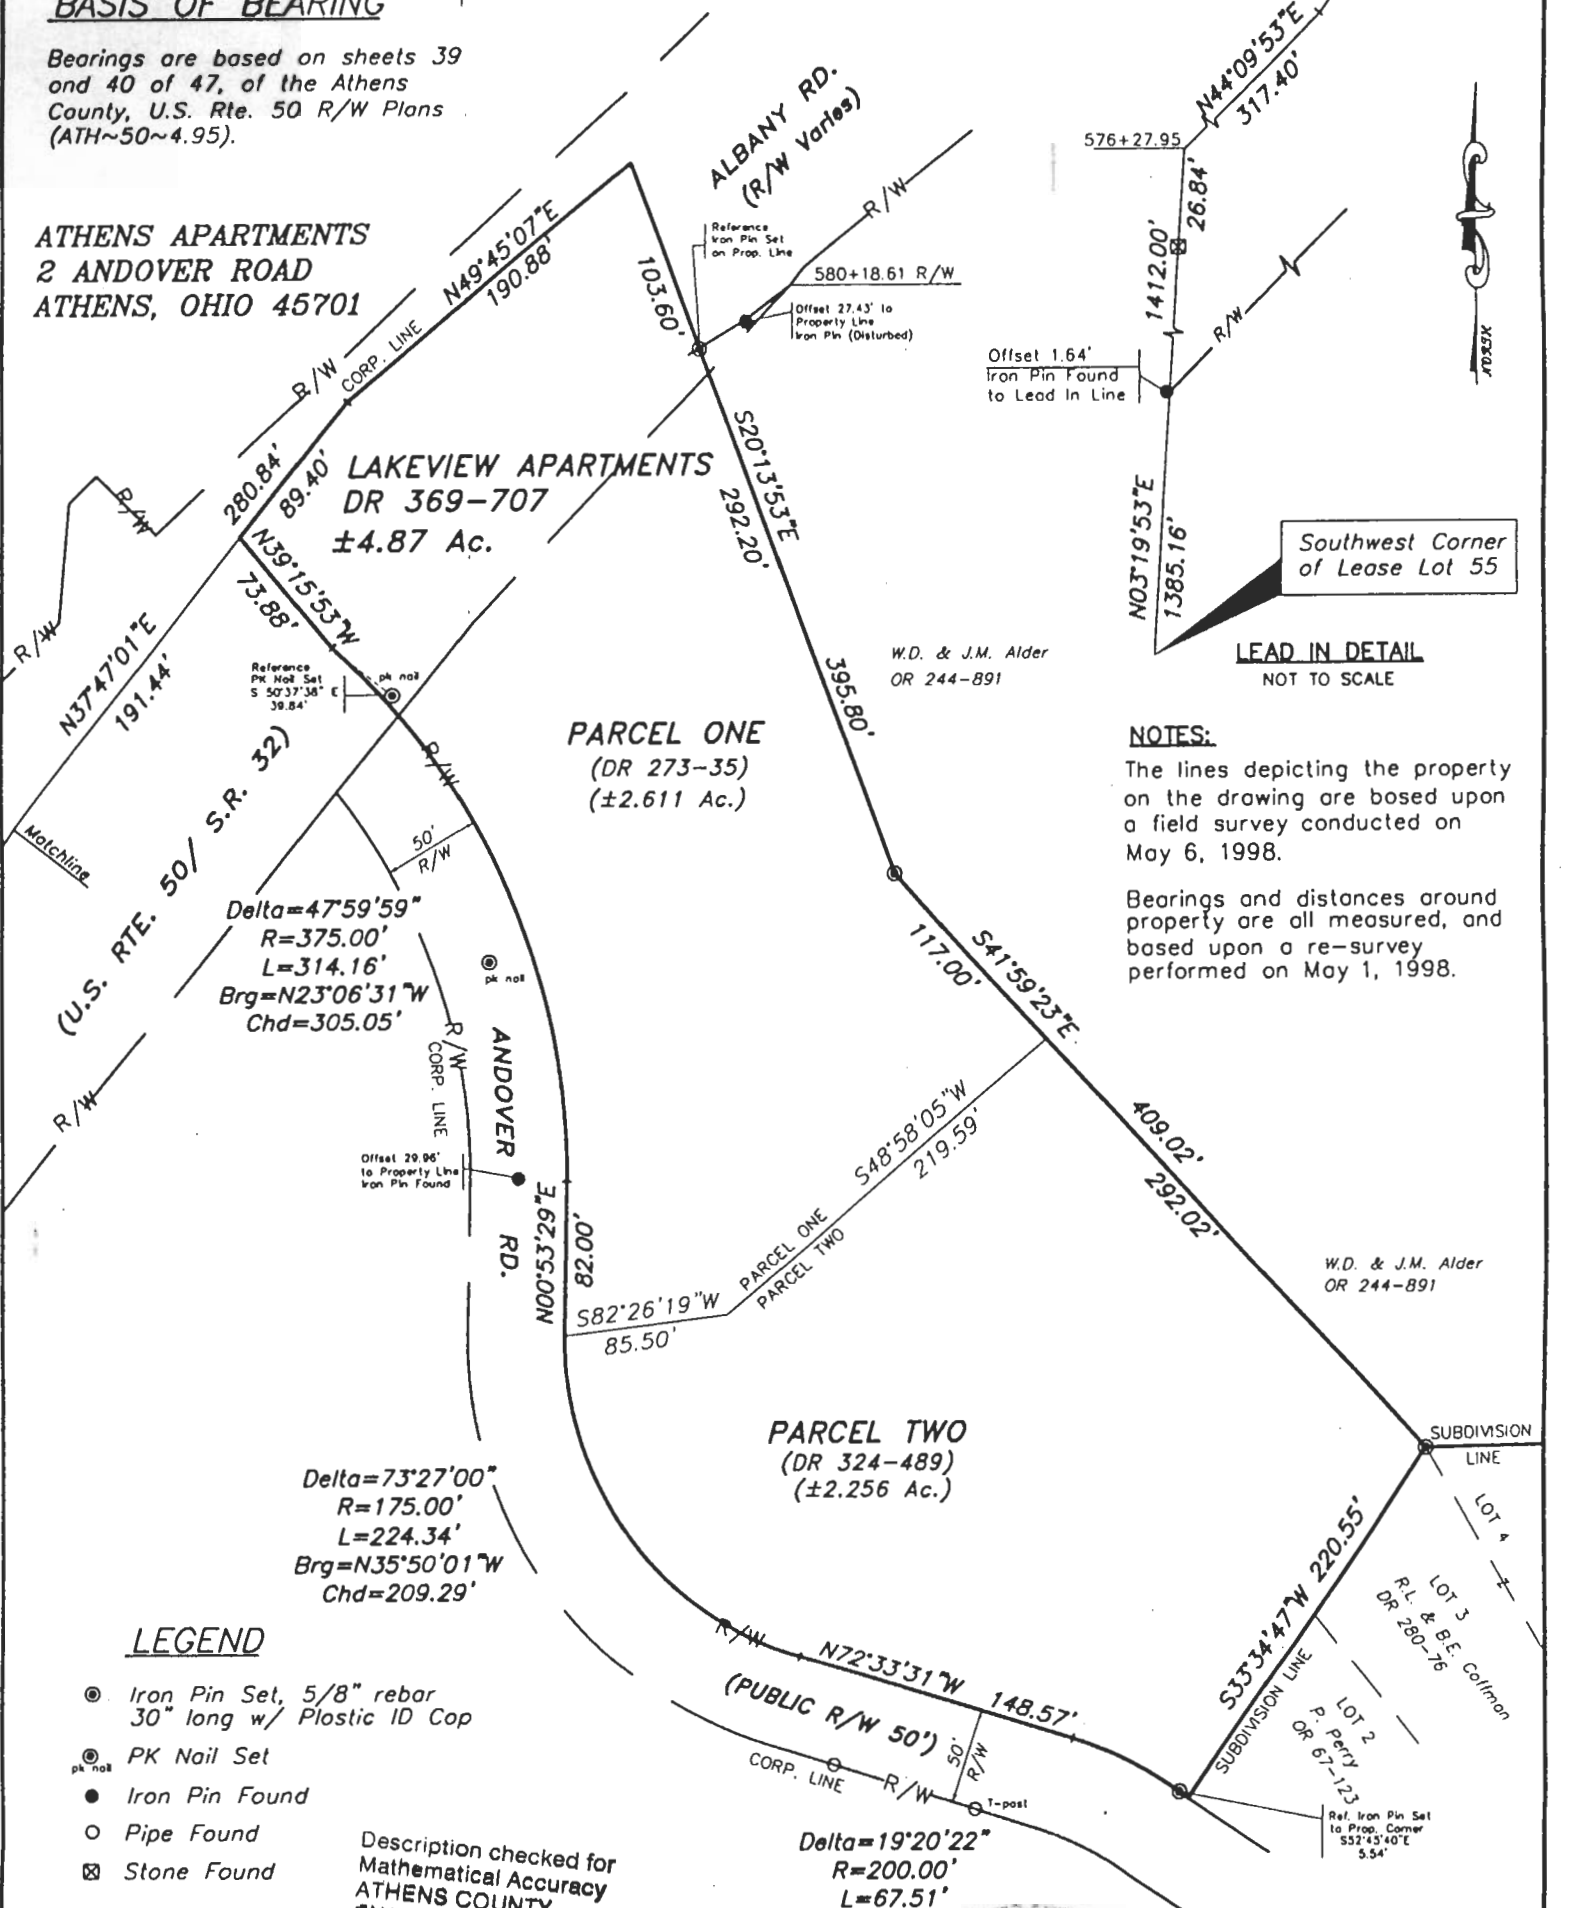 BASIS OF BEARING
Bearings are based on sheets 39
and 40 of 47, of the Athens
County, U.S. Rte. 50 R/W Plans
(ATH~50~4.95).
ATHENS APARTMENTS
2 ANDOVER ROAD
ATHENS, OHIO 45701
ALBANY RD.
(R/W Varies)
R/W
Reference
Iron Pin Set
on Prop. Line
580+18.61 R/W
Offset 27.43' to
Property Line
Iron Pin (Disturbed)
N49°45'07"E
190.88'
103.60'
R/W
CORP. LINE
280.84'
89.40'
R/W
R/W
N44°09'53"E
317.40'
576+27.95
26.84'
1412.00'
R/W
Offset 1.64'
Iron Pin Found
to Lead In Line
N03°19'53"E
1385.16'
Southwest Corner
of Lease Lot 55
LEAD IN DETAIL
NOT TO SCALE
NORTH
LAKEVIEW APARTMENTS
DR 369-707
±4.87 Ac.
S20°13'53"E
292.20'
395.80'
N39°15'53"W
73.88'
N37°47'01"E
191.44'
Reference
PK Nail Set
S 50°37'38" E
39.84'
pk nail
W.D. & J.M. Alder
OR 244-891
PARCEL ONE
(DR 273-35)
(±2.611 Ac.)
NOTES:
The lines depicting the property
on the drawing are based upon
a field survey conducted on
May 6, 1998.
Bearings and distances around
property are all measured, and
based upon a re-survey
performed on May 1, 1998.
Matchline
(U.S. RTE. 50/ S.R. 32)
R/W
50'
R/W
Delta=47°59'59"
R=375.00'
L=314.16'
Brg=N23°06'31"W
Chd=305.05'
pk nail
R/W
CORP. LINE
ANDOVER
RD.
R/W
Offset 29.96'
to Property Line
Iron Pin Found
N00°53'29"E
82.00'
S41°59'23"E
117.00'
409.02'
292.02'
S48°58'05"W
219.59'
PARCEL ONE
PARCEL TWO
S82°26'19"W
85.50'
W.D. & J.M. Alder
OR 244-891
PARCEL TWO
(DR 324-489)
(±2.256 Ac.)
SUBDIVISION
LINE
Delta=73°27'00"
R=175.00'
L=224.34'
Brg=N35°50'01"W
Chd=209.29'
LOT 4
LOT 3
R.L. & B.E. Coffman
DR 280-76
LOT 2
P. Perry
OR 67-123
S33°34'47"W 220.55'
SUBDIVISION LINE
R/W
N72°33'31"W 148.57'
(PUBLIC R/W 50')
50'
R/W
CORP. LINE
R/W
T-post
Ref. Iron Pin Set
to Prop. Corner
S52°45'40"E
5.54'
Delta=19°20'22"
R=200.00'
L=67.51'
LEGEND
Iron Pin Set, 5/8" rebar
30" long w/ Plastic ID Cap
pk nail PK Nail Set
Iron Pin Found
Pipe Found
Stone Found
Description checked for
Mathematical Accuracy
ATHENS COUNTY